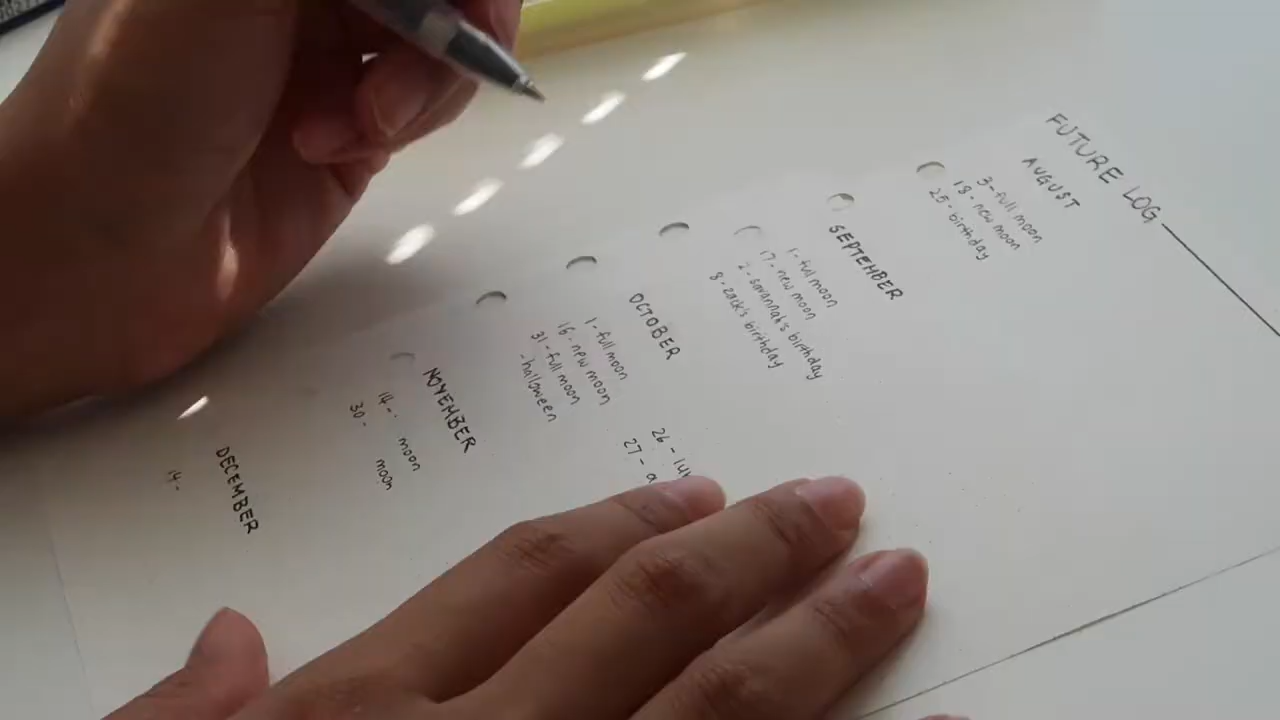 FUTURE LOG
AUGUST
3 - full moon
19 - new moon
25 - birthday
SEPTEMBER
1 - full moon
17 - new moon
2 - savannah's birthday
8 - zack's birthday
OCTOBER
1 - full moon
16 - new moon
31 - full moon
- halloween
26 -
27 -
NOVEMBER
14 - moon
30 - moon
DECEMBER
14 -